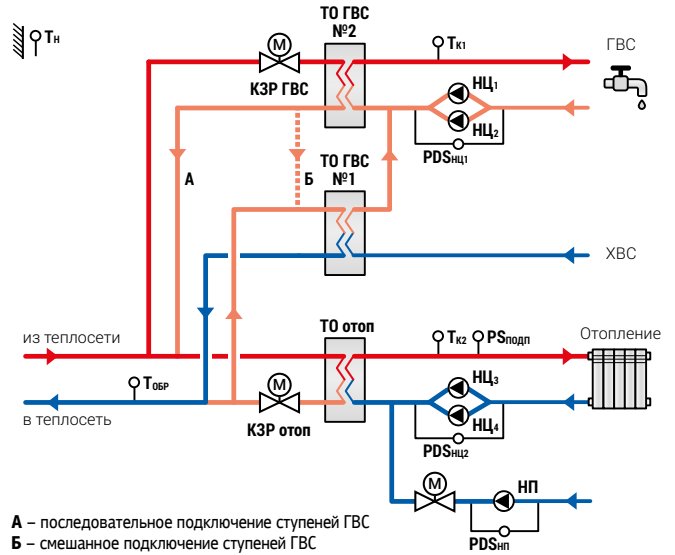 Tн
ТО ГВС
№2
М
КЗР ГВС
Tк1
ГВС
НЦ1
НЦ2
PDSнц1
А
Б
ТО ГВС
№1
ХВС
из теплосети
ТО отоп
Tк2
PSподп
Отопление
Tобр
в теплосеть
М
КЗР отоп
НЦ3
НЦ4
PDSнц2
М
НП
PDSнп
А – последовательное подключение ступеней ГВС
Б – смешанное подключение ступеней ГВС